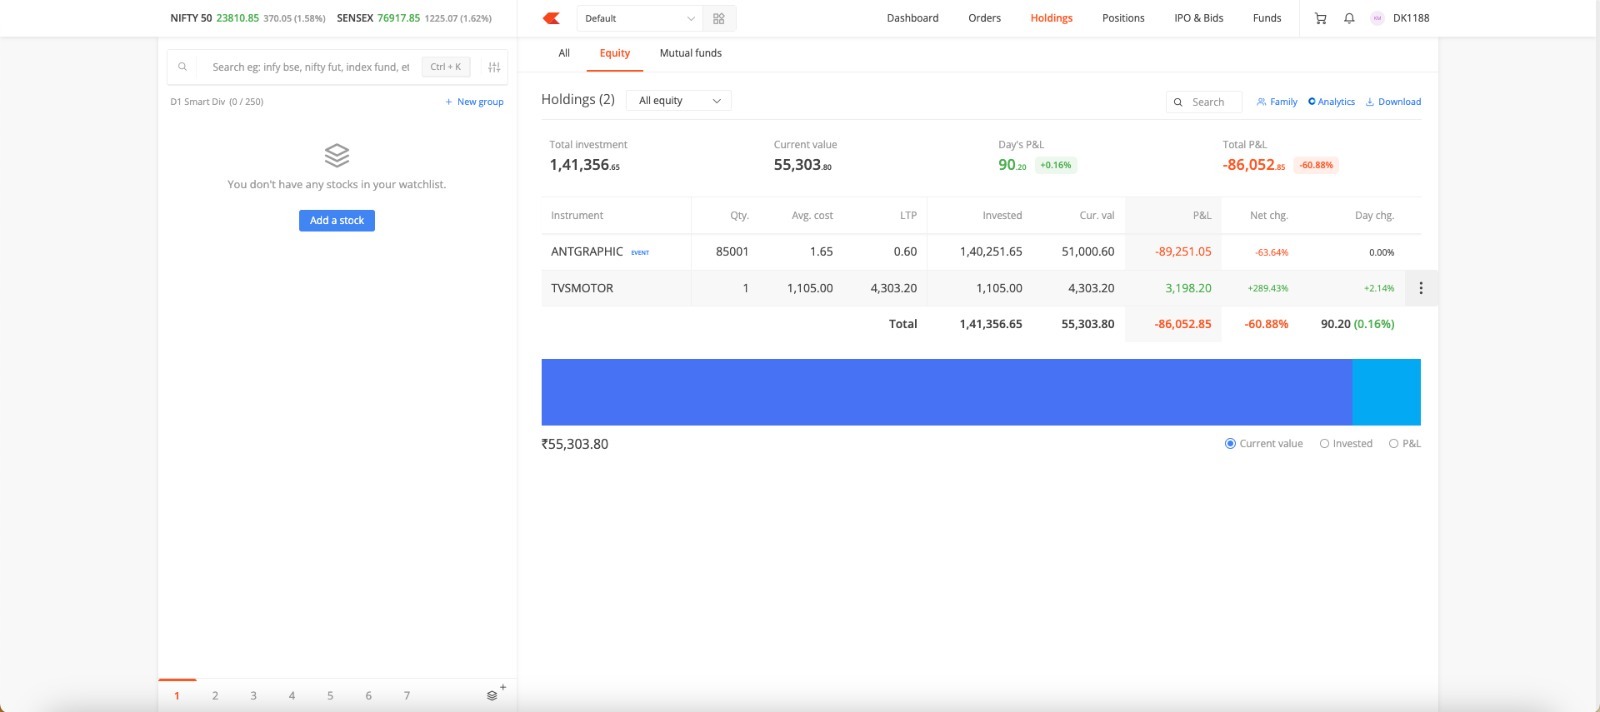 NIFTY 50 23810.85 370.05 (1.58%) SENSEX 76917.85 1225.07 (1.62%)
Default
Dashboard Orders Holdings Positions IPO & Bids Funds DK1188
Search eg: infy bse, nifty fut, index fund, et Ctrl + K
D1 Smart Div (0 / 250) + New group
You don't have any stocks in your watchlist.
Add a stock
1 2 3 4 5 6 7
All Equity Mutual funds
Holdings (2) All equity Search Family Analytics Download
Total investment Current value Day's P&L Total P&L
1,41,356.65 55,303.80 90.20 +0.16% -86,052.85 -60.88%
Instrument Qty. Avg. cost LTP Invested Cur. val P&L Net chg. Day chg.
ANTGRAPHIC EVENT 85001 1.65 0.60 1,40,251.65 51,000.60 -89,251.05 -63.64% 0.00%
TVSMOTOR 1 1,105.00 4,303.20 1,105.00 4,303.20 3,198.20 +289.43% +2.14%
Total 1,41,356.65 55,303.80 -86,052.85 -60.88% 90.20 (0.16%)
₹55,303.80 Current value Invested P&L